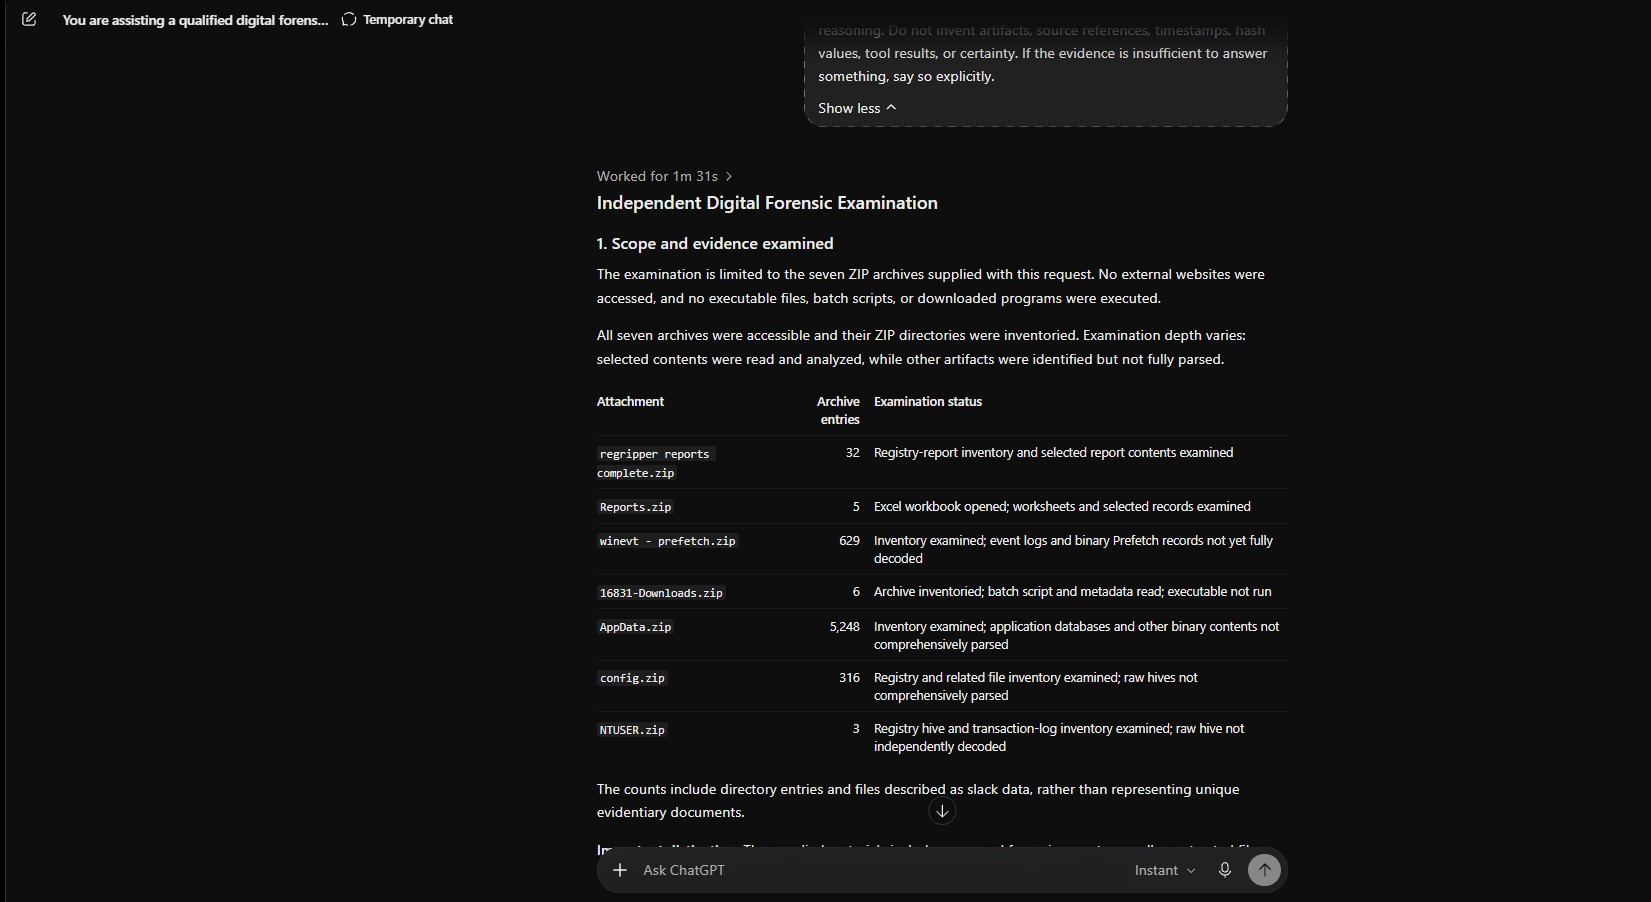 You are assisting a qualified digital forens...
Temporary chat
reasoning. Do not invent artifacts, source references, timestamps, hash
values, tool results, or certainty. If the evidence is insufficient to answer
something, say so explicitly.
Show less
Worked for 1m 31s
Independent Digital Forensic Examination
1. Scope and evidence examined
The examination is limited to the seven ZIP archives supplied with this request. No external websites were
accessed, and no executable files, batch scripts, or downloaded programs were executed.
All seven archives were accessible and their ZIP directories were inventoried. Examination depth varies:
selected contents were read and analyzed, while other artifacts were identified but not fully parsed.
Attachment Archive Examination status
entries
regripper reports 32 Registry-report inventory and selected report contents examined
complete.zip
Reports.zip 5 Excel workbook opened; worksheets and selected records examined
winevt - prefetch.zip 629 Inventory examined; event logs and binary Prefetch records not yet fully
decoded
16831-Downloads.zip 6 Archive inventoried; batch script and metadata read; executable not run
AppData.zip 5,248 Inventory examined; application databases and other binary contents not
comprehensively parsed
config.zip 316 Registry and related file inventory examined; raw hives not
comprehensively parsed
NTUSER.zip 3 Registry hive and transaction-log inventory examined; raw hive not
independently decoded
The counts include directory entries and files described as slack data, rather than representing unique
evidentiary documents.
Ask ChatGPT
Instant